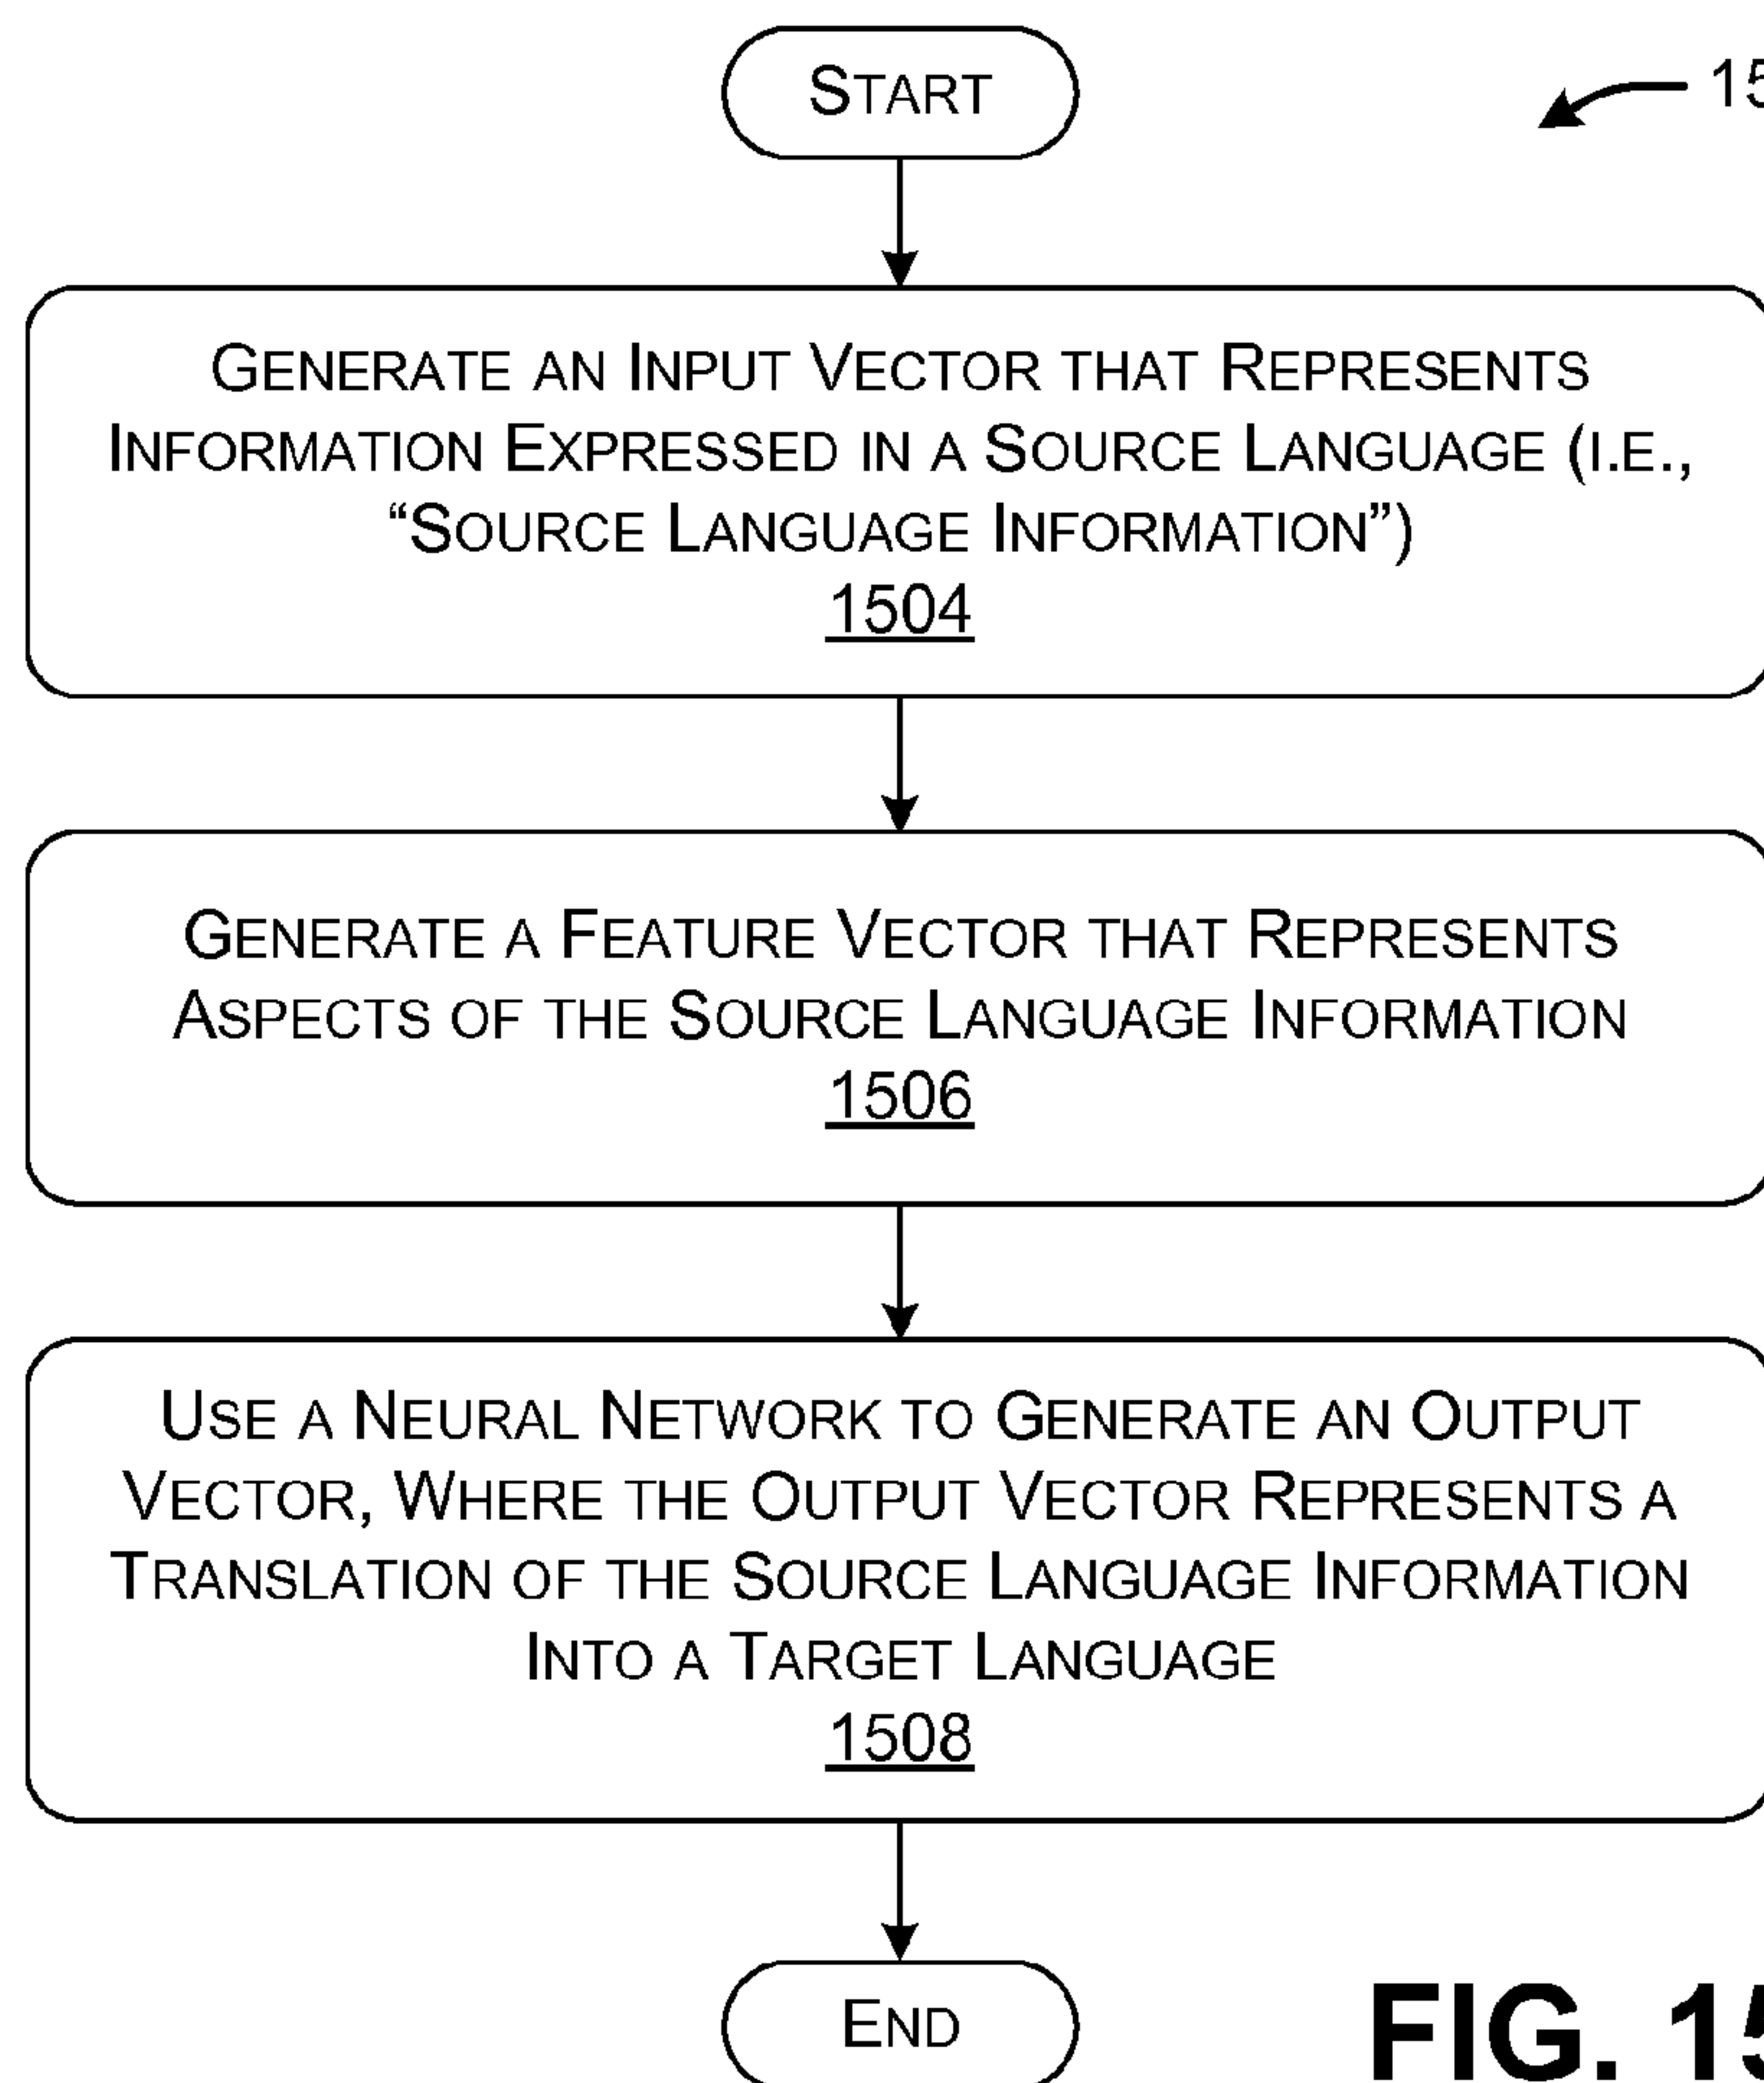 START
GENERATE AN INPUT VECTOR THAT REPRESENTS
INFORMATION EXPRESSED IN A SOURCE LANGUAGE (I.E.,
“SOURCE LANGUAGE INFORMATION”)
1504
GENERATE A FEATURE VECTOR THAT REPRESENTS
ASPECTS OF THE SOURCE LANGUAGE INFORMATION
1506
USE A NEURAL NETWORK TO GENERATE AN OUTPUT
VECTOR, WHERE THE OUTPUT VECTOR REPRESENTS A
TRANSLATION OF THE SOURCE LANGUAGE INFORMATION
INTO A TARGET LANGUAGE
1508
END
FIG. 15